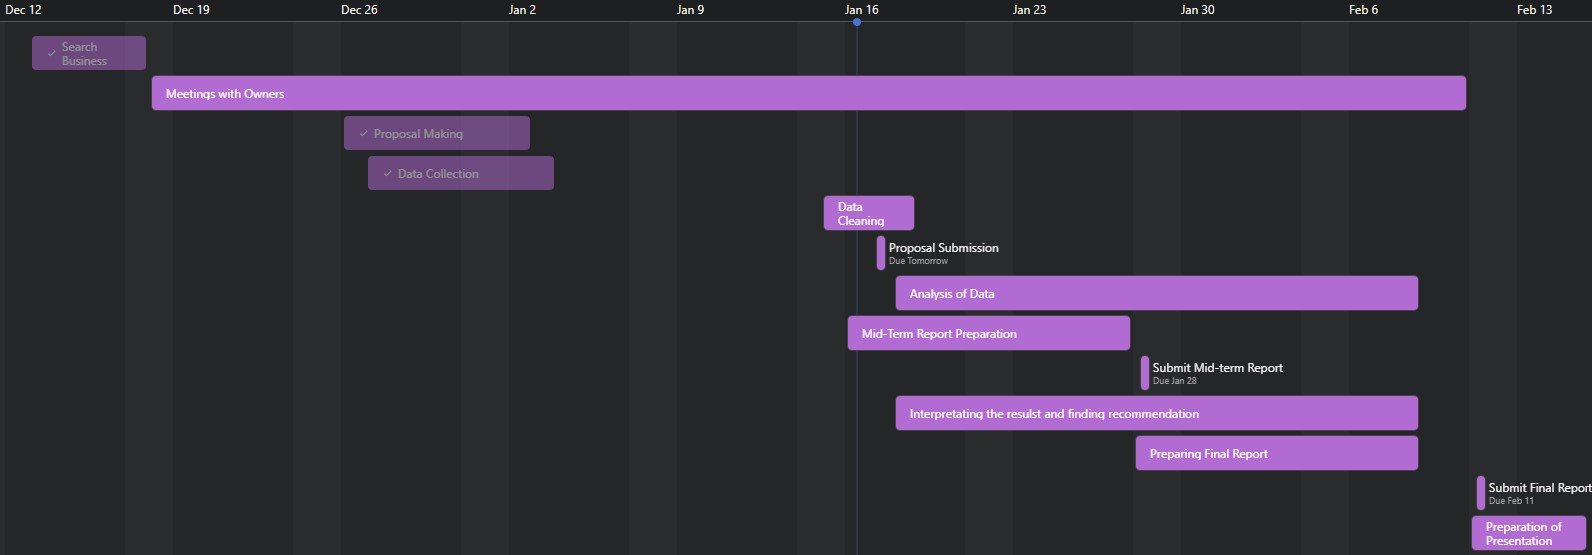 Dec 12
Dec 19
Dec 26
Jan 2
Jan 9
Jan 16
Jan 23
Jan 30
Feb 6
Feb 13
Search
Business
Meetings with Owners
Proposal Making
Data Collection
Data
Cleaning
Proposal Submission
Due Tomorrow
Analysis of Data
Mid-Term Report Preparation
Submit Mid-term Report
Due Jan 28
Interpretating the resulst and finding recommendation
Preparing Final Report
Submit Final Report
Due Feb 11
Preparation of
Presentation